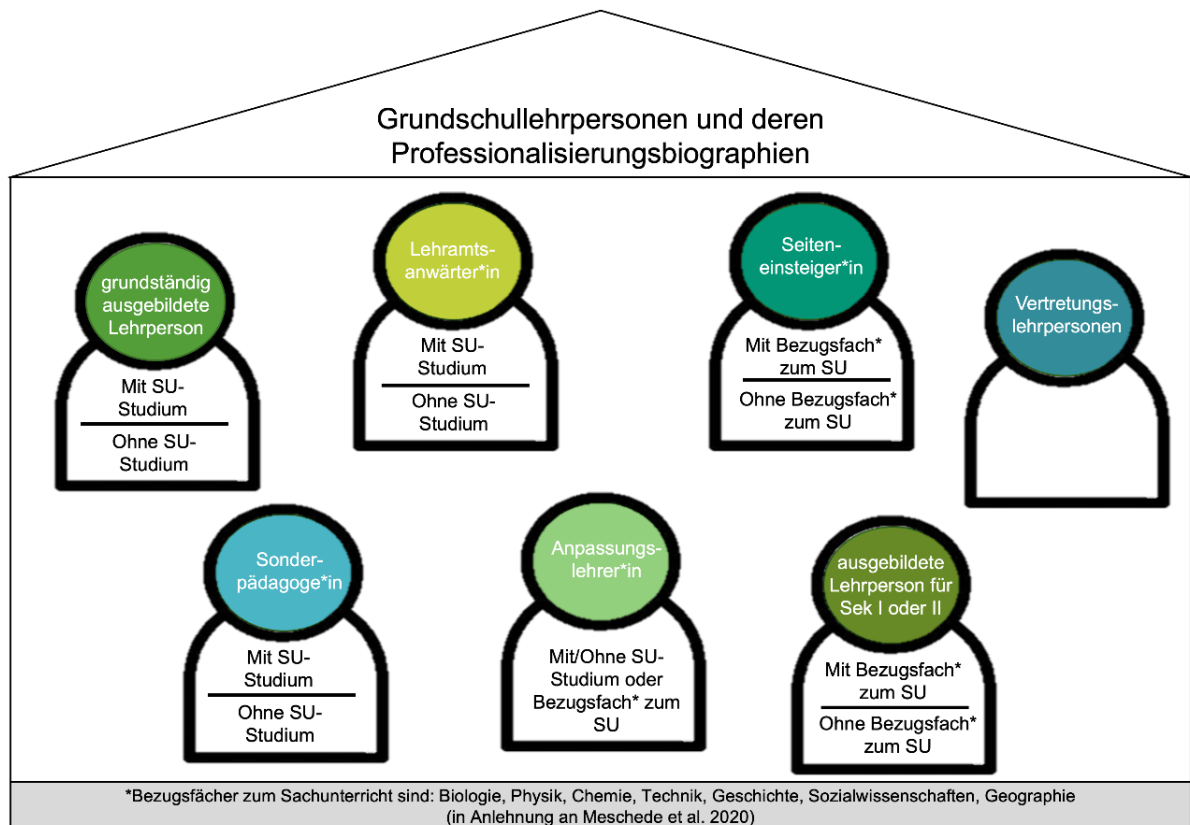 Grundschullehrpersonen und deren
Professionalisierungsbiographien
grundständig
ausgebildete
Lehrperson
Mit SU-
Studium
Ohne SU-
Studium
Lehramts-
anwärter*in
Mit SU-
Studium
Ohne SU-
Studium
Seiten-
einsteiger*in
Mit Bezugsfach*
zum SU
Ohne Bezugsfach*
zum SU
Vertretungs-
lehrpersonen
Sonder-
pädagoge*in
Mit SU-
Studium
Ohne SU-
Studium
Anpassungs-
lehrer*in
Mit/Ohne SU-
Studium oder
Bezugsfach* zum
SU
ausgebildete
Lehrperson für
Sek I oder II
Mit Bezugsfach*
zum SU
Ohne Bezugsfach*
zum SU
*Bezugsfächer zum Sachunterricht sind: Biologie, Physik, Chemie, Technik, Geschichte, Sozialwissenschaften, Geographie
(in Anlehnung an Meschede et al. 2020)